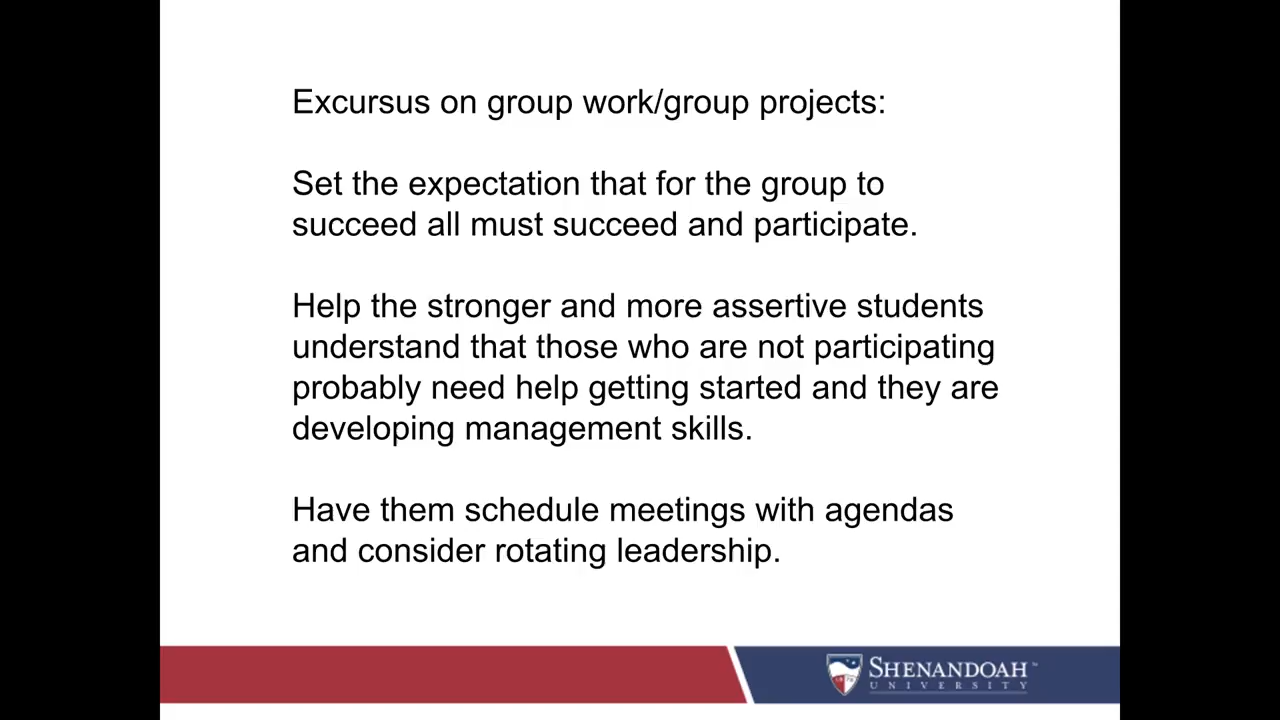 Excursus on group work/group projects:
Set the expectation that for the group to
succeed all must succeed and participate.
Help the stronger and more assertive students
understand that those who are not participating
probably need help getting started and they are
developing management skills.
Have them schedule meetings with agendas
and consider rotating leadership.
SHENANDOAH
UNIVERSITY